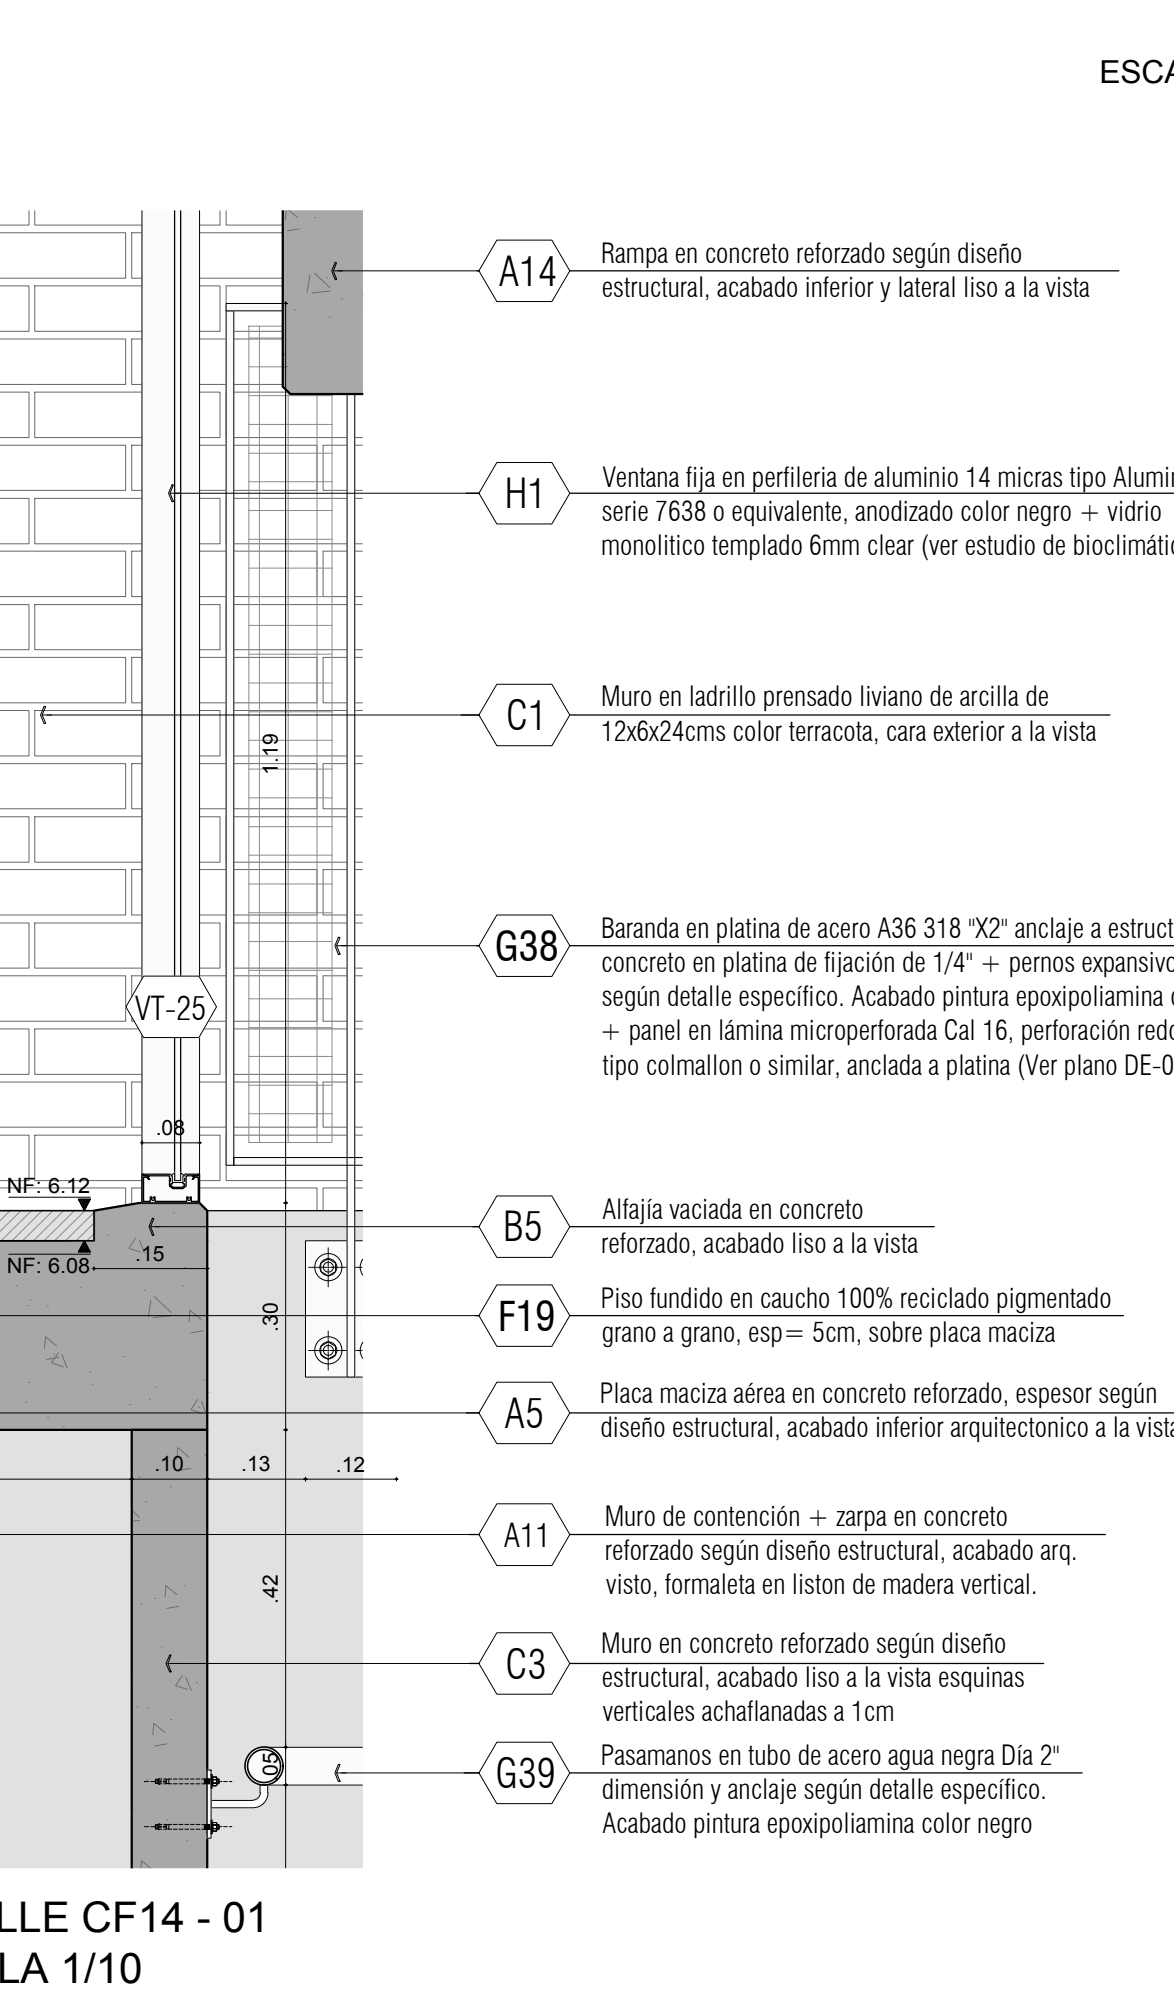 ESCA
A14
Rampa en concreto reforzado según diseño
estructural, acabado inferior y lateral liso a la vista
H1
Ventana fija en perfileria de aluminio 14 micras tipo Alumin
serie 7638 o equivalente, anodizado color negro + vidrio
monolitico templado 6mm clear (ver estudio de bioclimátic
C1
Muro en ladrillo prensado liviano de arcilla de
12x6x24cms color terracota, cara exterior a la vista
1.19
G38
Baranda en platina de acero A36 318 "X2" anclaje a estruct
concreto en platina de fijación de 1/4" + pernos expansivo
según detalle específico. Acabado pintura epoxipoliamina c
+ panel en lámina microperforada Cal 16, perforación redo
tipo colmallon o similar, anclada a platina (Ver plano DE-0
VT-25
.08
NF: 6.12
B5
Alfajía vaciada en concreto
reforzado, acabado liso a la vista
NF: 6.08
.15
F19
Piso fundido en caucho 100% reciclado pigmentado
grano a grano, esp= 5cm, sobre placa maciza
.30
A5
Placa maciza aérea en concreto reforzado, espesor según
diseño estructural, acabado inferior arquitectonico a la vista
.10 .13 .12
A11
Muro de contención + zarpa en concreto
reforzado según diseño estructural, acabado arq.
visto, formaleta en liston de madera vertical.
.42
C3
Muro en concreto reforzado según diseño
estructural, acabado liso a la vista esquinas
verticales achaflanadas a 1cm
.05
G39
Pasamanos en tubo de acero agua negra Día 2"
dimensión y anclaje según detalle específico.
Acabado pintura epoxipoliamina color negro
LLE CF14 - 01
LA 1/10